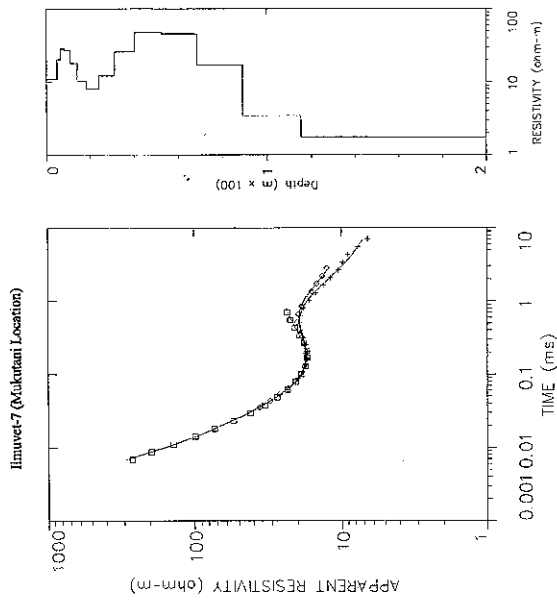 Ilmuvet-7 (Mukutani Location)
1000
100
10
1
APPARENT RESISTIVITY (ohm-m)
0.001 0.01 0.1 1 10
TIME (ms)
0
1
2
Depth (m x 100)
1 10 100
RESISTIVITY (ohm-m)